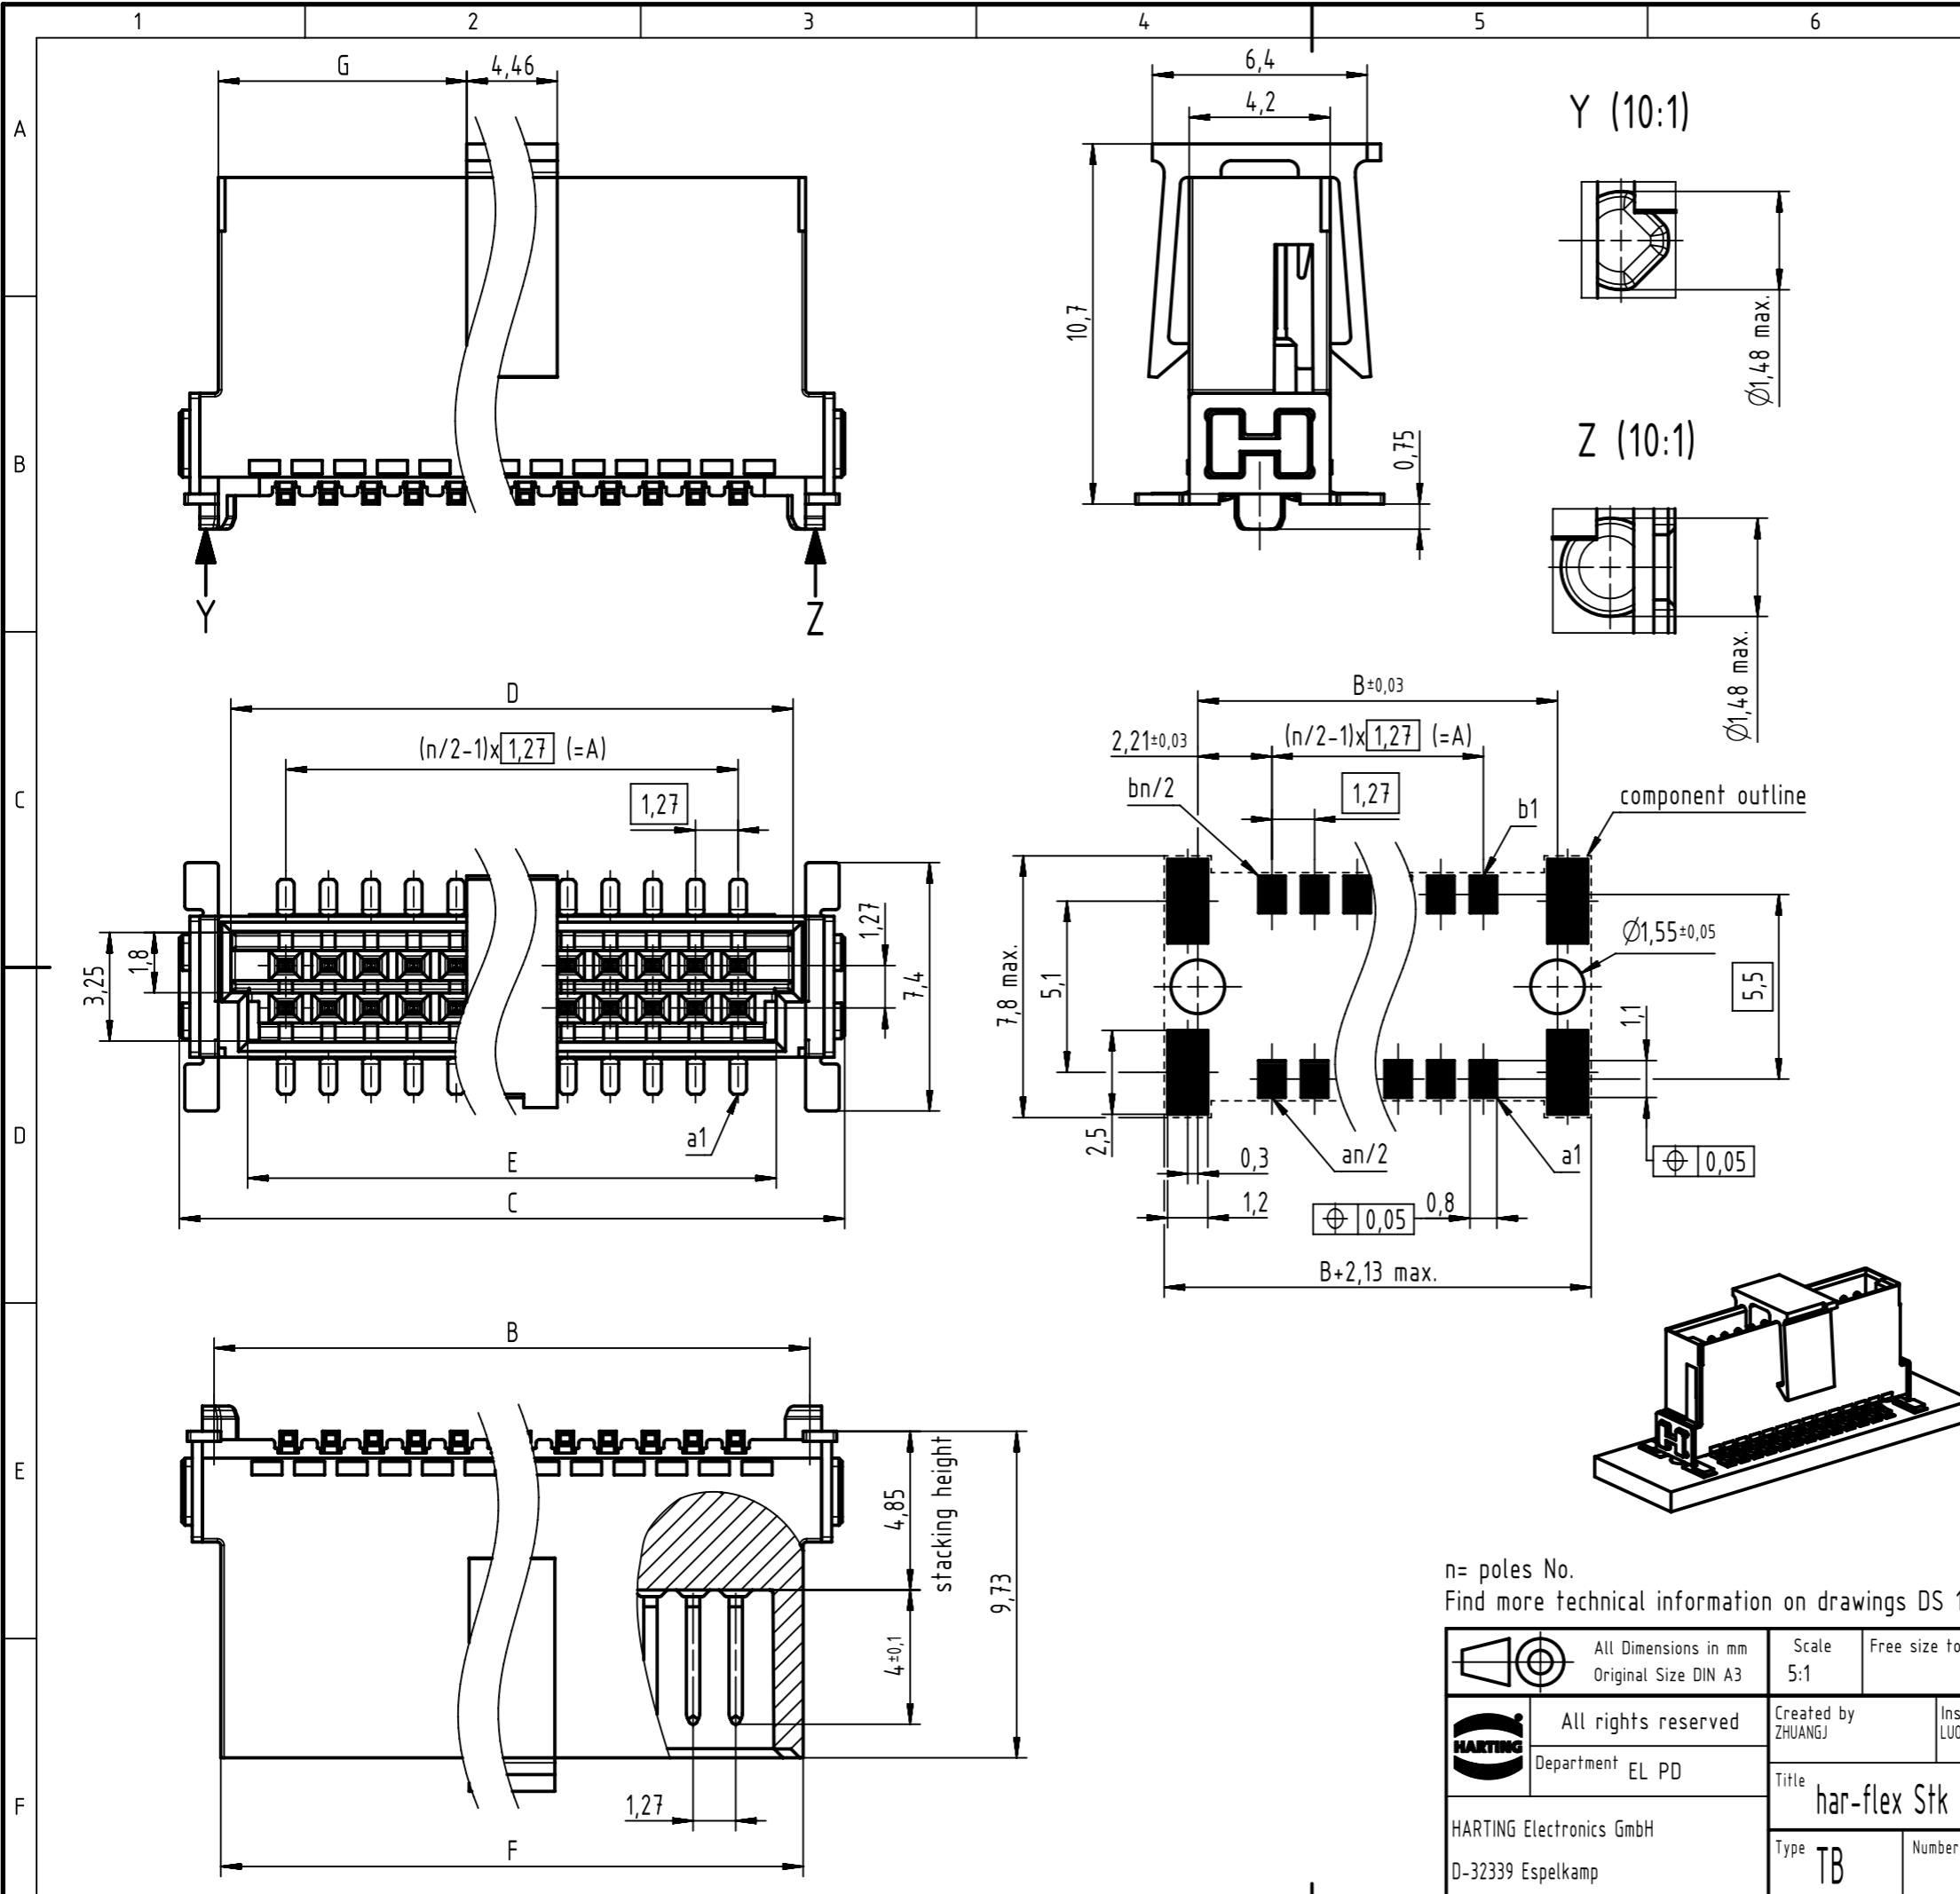 1 2 3 4 5 6
A
B
C
D
E
F
G
4,46
6,4
4,2
10,7
0,75
Y (10:1)
Ø1,48 max.
Z (10:1)
Ø1,48 max.
Y
Z
D
(n/2-1)x 1,27 (=A)
1,27
3,25
1,8
1,27
7,4
a1
E
C
B±0,03
2,21±0,03
(n/2-1)x 1,27 (=A)
bn/2
1,27
b1
component outline
7,8 max.
5,1
Ø1,55±0,05
5,5
1,1
2,5
0,3
an/2
a1
⌖ 0,05
1,2
⌖ 0,05
0,8
B+2,13 max.
B
4,85
stacking height
9,73
4±0,1
1,27
F
n= poles No.
Find more technical information on drawings DS 1
All Dimensions in mm
Original Size DIN A3
Scale
5:1
Free size to
HARTING
All rights reserved
Department EL PD
Created by
ZHUANGJ
Ins
LUO
Title
har-flex Stk
HARTING Electronics GmbH
D-32339 Espelkamp
Type TB
Number